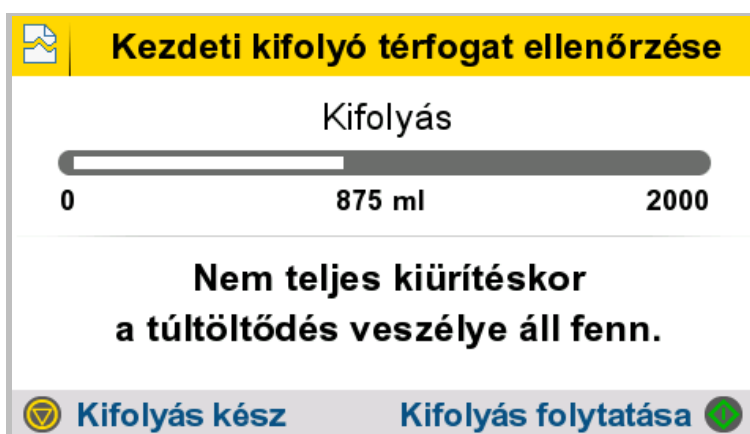 Kezdeti kifolyó térfogat ellenőrzése
Kifolyás
0 875 ml 2000
Nem teljes kiürítéskor
a túltöltődés veszélye áll fenn.
Kifolyás kész Kifolyás folytatása